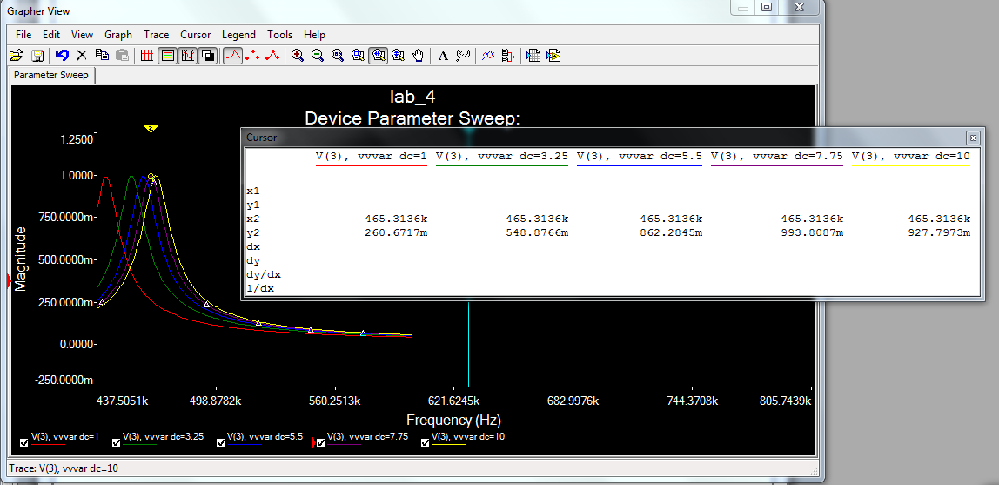 Grapher View
File Edit View Graph Trace Cursor Legend Tools Help
Parameter Sweep
lab_4
Device Parameter Sweep:
2
1.2500
1.0000
750.0000m
500.0000m
250.0000m
0.0000
-250.0000m
Magnitude
437.5051k 498.8782k 560.2513k 621.6245k 682.9976k 744.3708k 805.7439k
Frequency (Hz)
Cursor
V(3), vvvar dc=1 V(3), vvvar dc=3.25 V(3), vvvar dc=5.5 V(3), vvvar dc=7.75 V(3), vvvar dc=10
x1
y1
x2 465.3136k 465.3136k 465.3136k 465.3136k 465.3136k
y2 260.6717m 548.8766m 862.2845m 993.8087m 927.7973m
dx
dy
dy/dx
1/dx
V(3), vvvar dc=1 V(3), vvvar dc=3.25 V(3), vvvar dc=5.5 V(3), vvvar dc=7.75 V(3), vvvar dc=10
Trace: V(3), vvvar dc=10